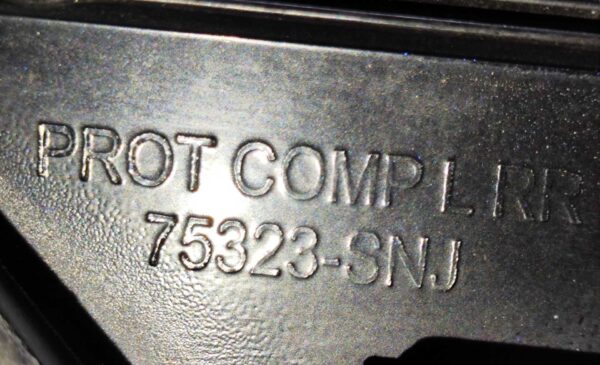 PROT COMP L RR
75323-SNJ